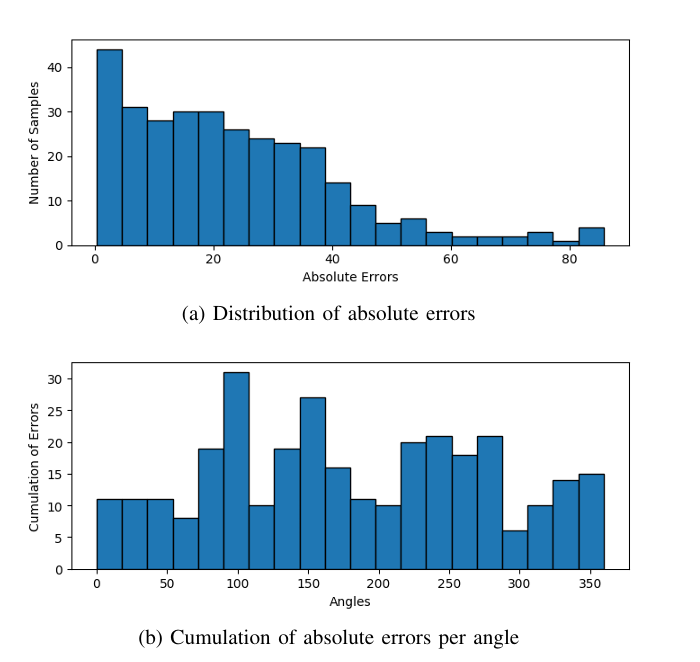 40
30
20
10
0
Number of Samples
0 20 40 60 80
Absolute Errors
(a) Distribution of absolute errors
30
25
20
15
10
5
0
Cumulation of Errors
0 50 100 150 200 250 300 350
Angles
(b) Cumulation of absolute errors per angle